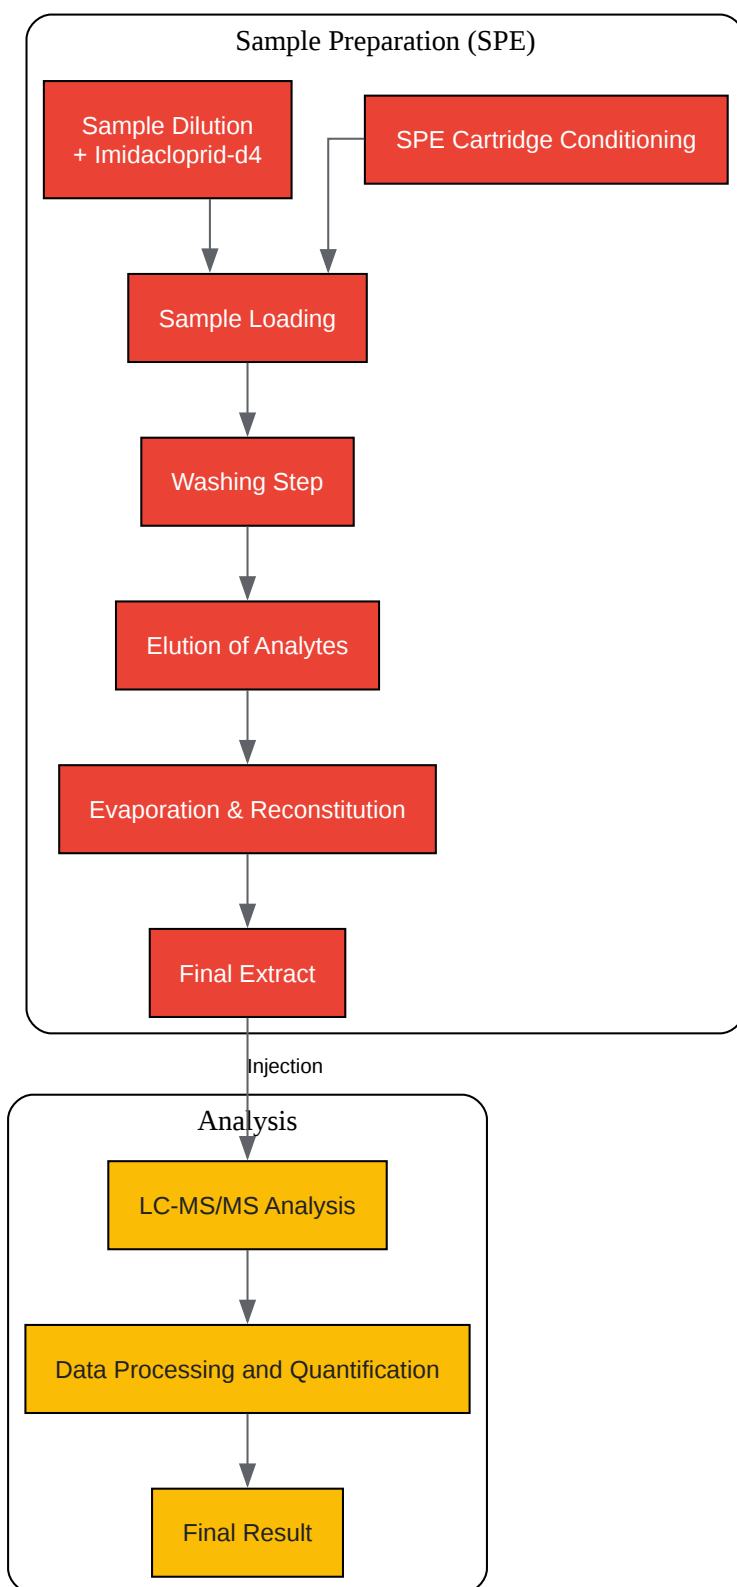 Sample Preparation (SPE)
Sample Dilution
+ Imidacloprid-d4
SPE Cartridge Conditioning
Sample Loading
Washing Step
Elution of Analytes
Evaporation & Reconstitution
Final Extract
Injection
Analysis
LC-MS/MS Analysis
Data Processing and Quantification
Final Result